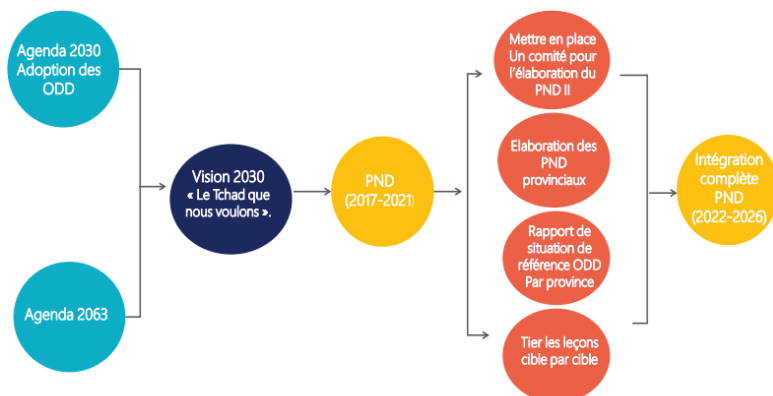 Agenda 2030
Adoption des
ODD
Agenda 2063
Vision 2030
« Le Tchad que
nous voulons ».
PND
(2017-2021)
Mettre en place
Un comité pour
l'élaboration du
PND II
Elaboration des
PND
provinciaux
Rapport de
situation de
référence ODD
Par province
Tier les leçons
cible par cible
Intégration
complète
PND
(2022-2026)